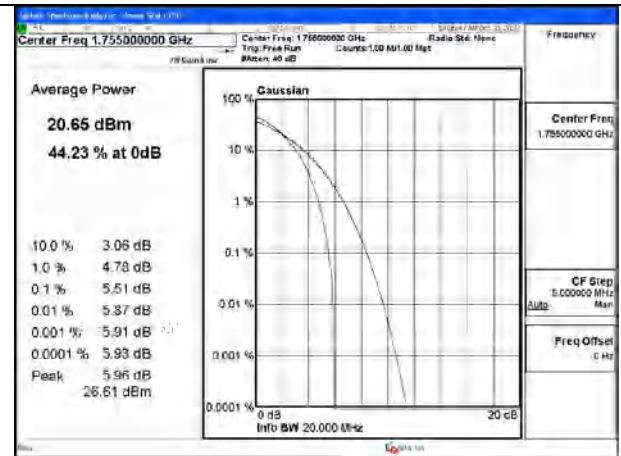 Center Freq 1.755000000 GHz
Center Freq: 1.755000000 GHz
Radio Std: None
Trig: Free Run
Counts:1.00 M/1.00 Mpt
#Atten: 40 dB
Frequency
Average Power
20.65 dBm
44.23 % at 0dB
10.0 % 3.06 dB
1.0 % 4.78 dB
0.1 % 5.51 dB
0.01 % 5.87 dB
0.001 % 5.91 dB
0.0001 % 5.93 dB
Peak 5.96 dB
26.61 dBm
Gaussian
100 %
10 %
1 %
0.1 %
0.01 %
0.001 %
0.0001 %
0 dB
20 dB
Info BW 20.000 MHz
Center Freq
1.755000000 GHz
CF Step
5.000000 MHz
Auto Man
Freq Offset
0 Hz